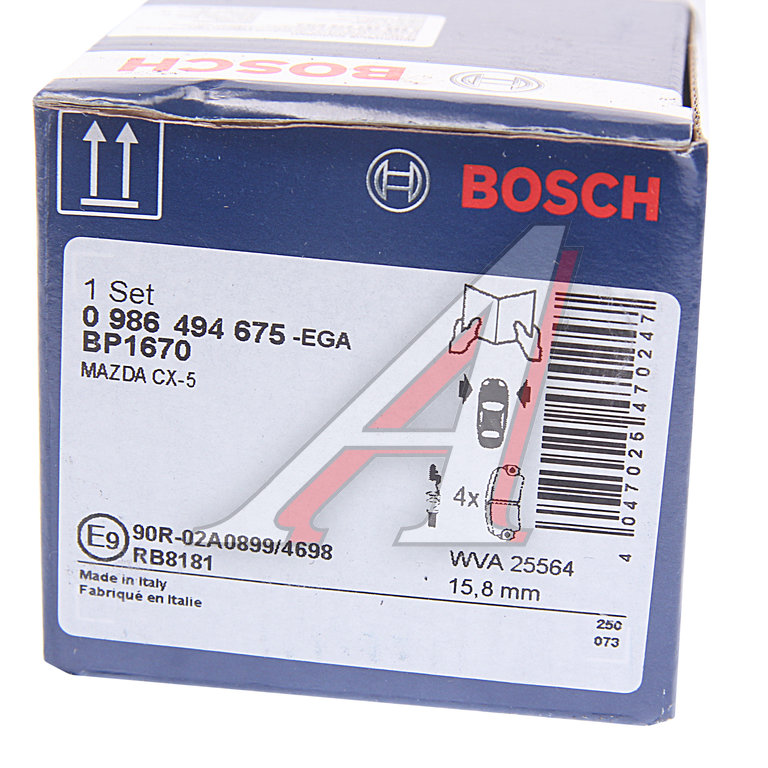 BOSCH
BOSCH
1 Set
0 986 494 675 -EGA
BP1670
MAZDA CX-5
4x
E9
90R-02A0899/4698
RB8181
WVA 25564
15,8 mm
Made in Italy
Fabriqué en Italie
250
073
4 047025 470247
A